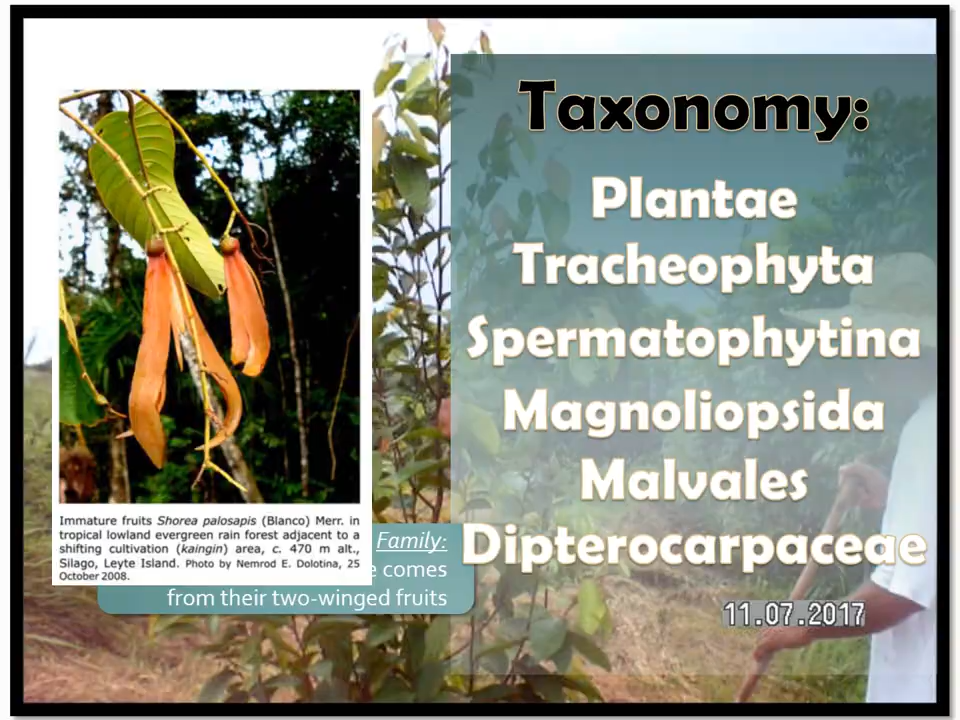 Taxonomy:
Plantae
Tracheophyta
Spermatophytina
Magnoliopsida
Malvales
Dipterocarpaceae
Immature fruits Shorea palosapis (Blanco) Merr. in
tropical lowland evergreen rain forest adjacent to a
shifting cultivation (kaingin) area, c. 470 m alt.,
Silago, Leyte Island. Photo by Nemrod E. Dolotina, 25
October 2008.
Family:
e comes
from their two-winged fruits
11.07.2017